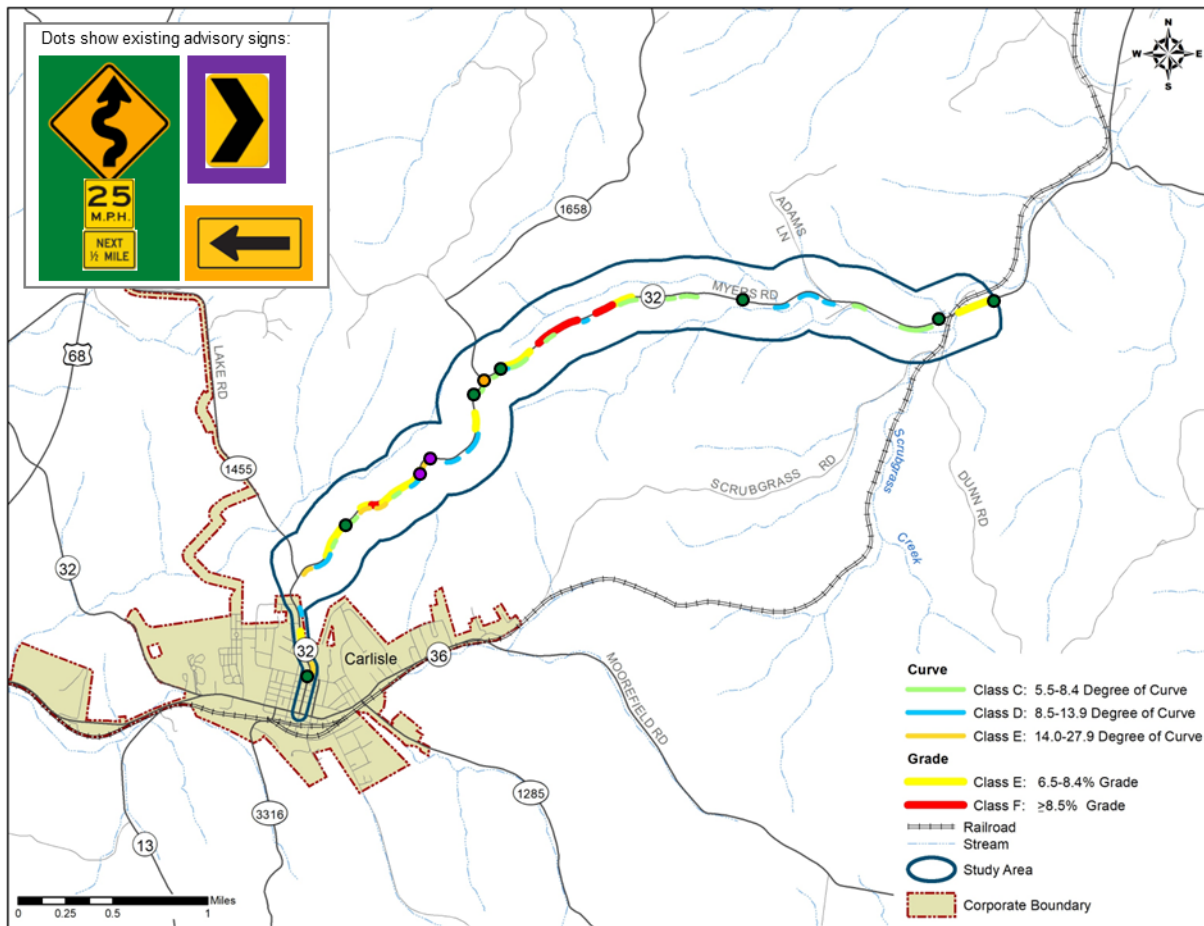 Dots show existing advisory signs:
25
M.P.H.
NEXT
½ MILE
N
W E
S
1658
ADAMS
LN
MYERS RD
32
68
LAKE RD
1455
SCRUBGRASS RD
Scrubgrass
Creek
DUNN RD
32
32
Carlisle
36
MOOREFIELD RD
1285
3316
13
Curve
Class C: 5.5-8.4 Degree of Curve
Class D: 8.5-13.9 Degree of Curve
Class E: 14.0-27.9 Degree of Curve
Grade
Class E: 6.5-8.4% Grade
Class F: ≥8.5% Grade
Railroad
Stream
Study Area
Corporate Boundary
Miles
0 0.25 0.5 1